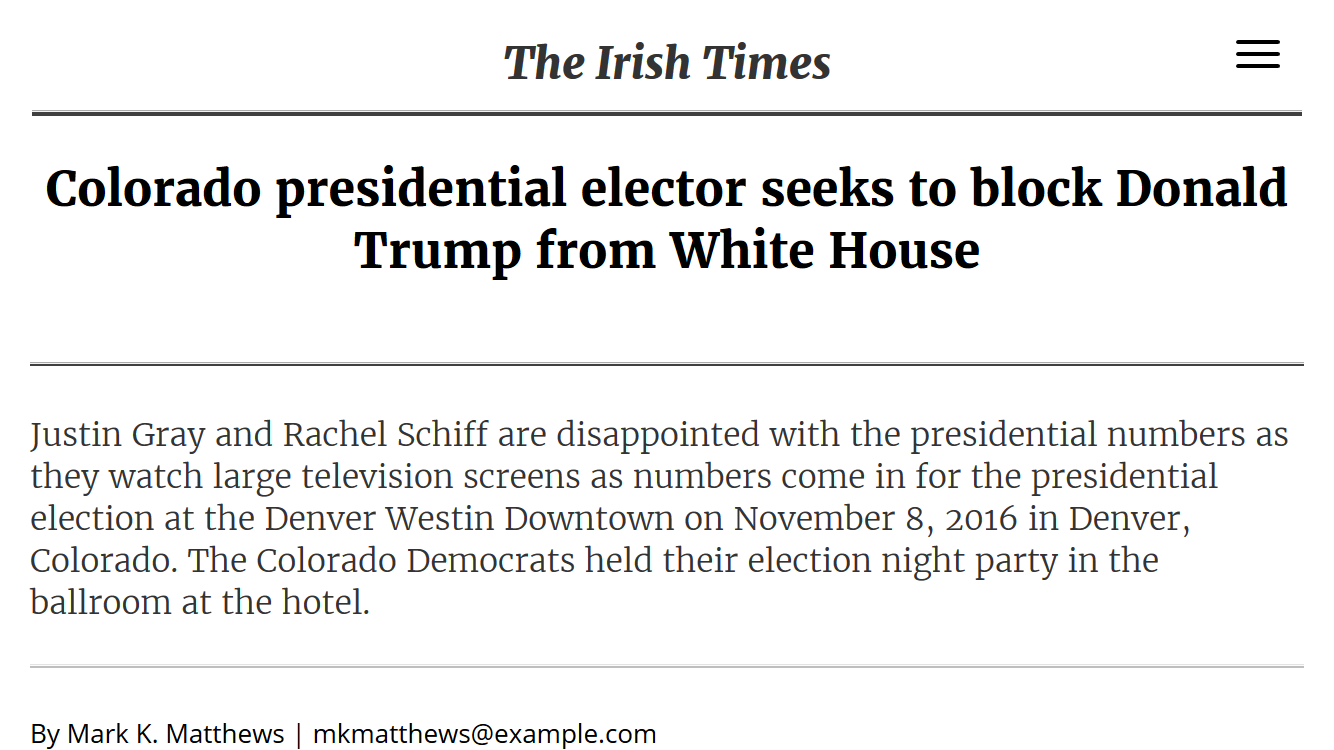 The Irish Times
Colorado presidential elector seeks to block Donald
Trump from White House
Justin Gray and Rachel Schiff are disappointed with the presidential numbers as
they watch large television screens as numbers come in for the presidential
election at the Denver Westin Downtown on November 8, 2016 in Denver,
Colorado. The Colorado Democrats held their election night party in the
ballroom at the hotel.
By Mark K. Matthews | mkmatthews@example.com